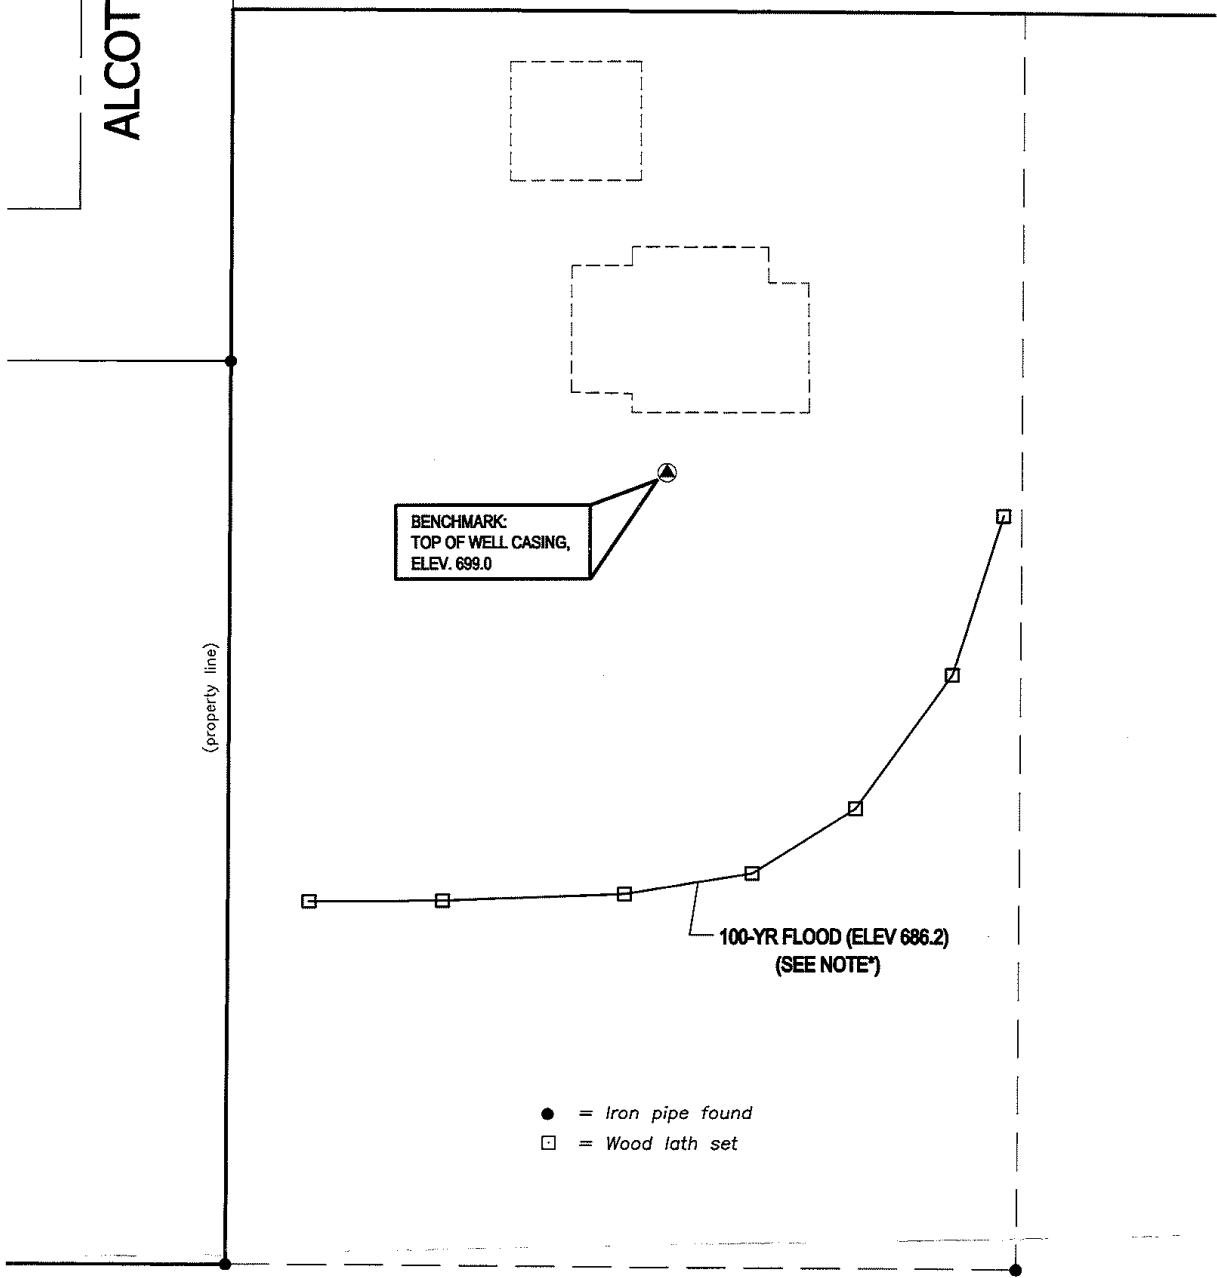 ALCOT
BENCHMARK:
TOP OF WELL CASING,
ELEV. 699.0
(property line)
100-YR FLOOD (ELEV 686.2)
(SEE NOTE*)
= Iron pipe found
= Wood lath set